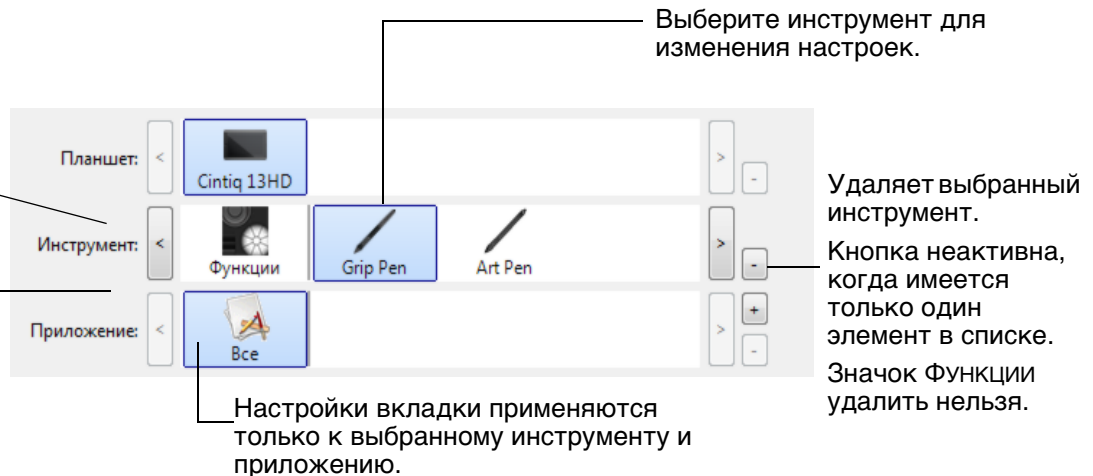 Выберите инструмент для
изменения настроек.
Планшет:
<
Cintiq 13HD
>
-
Инструмент:
<
Функции
Grip Pen
Art Pen
>
-
Приложение:
<
Все
>
+
-
Удаляет выбранный
инструмент.
Кнопка неактивна,
когда имеется
только один
элемент в списке.
Значок ФУНКЦИИ
удалить нельзя.
Настройки вкладки применяются
только к выбранному инструменту и
приложению.